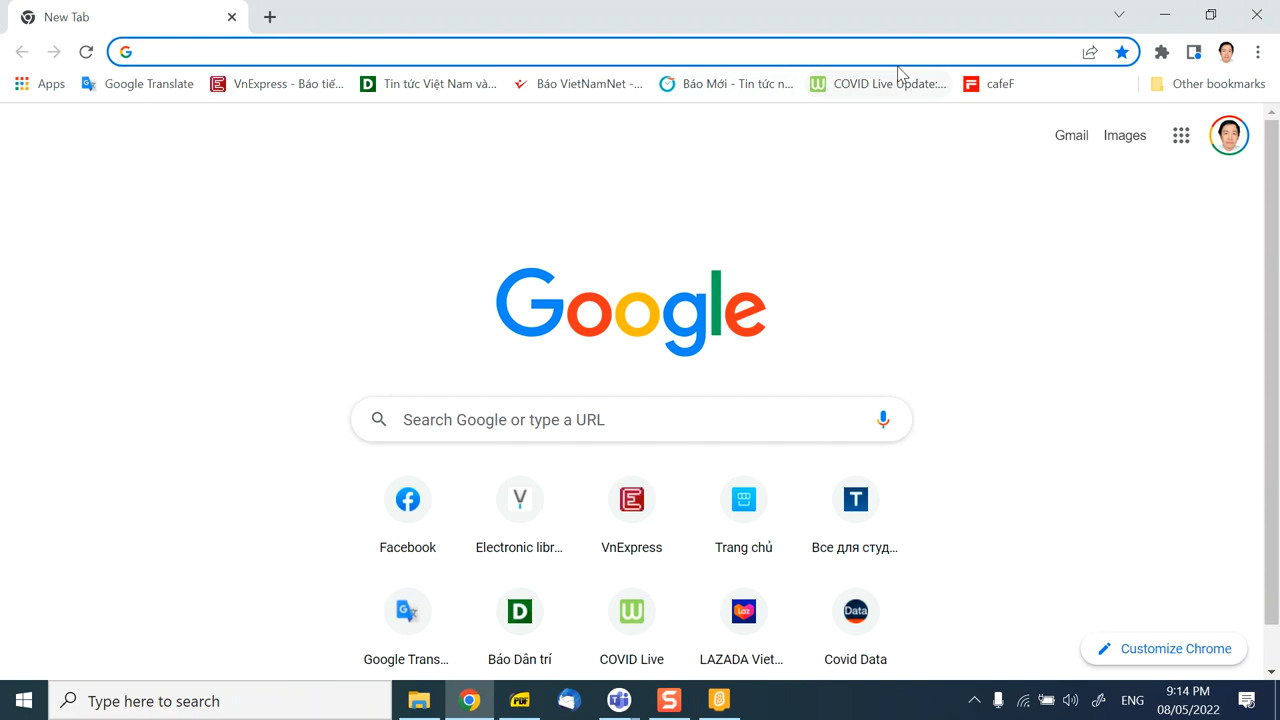 New Tab
Apps
Google Translate
VnExpress - Báo tiế...
Tin tức Việt Nam và...
Báo VietNamNet -...
Báo Mới - Tin tức n...
COVID Live Update:...
cafeF
Other bookmarks
Gmail
Images
Google
Search Google or type a URL
Facebook
Electronic libr...
VnExpress
Trang chủ
Все для студ...
Google Trans...
Báo Dân trí
COVID Live
LAZADA Viet...
Covid Data
Customize Chrome
Type here to search
ENG
9:14 PM
08/05/2022